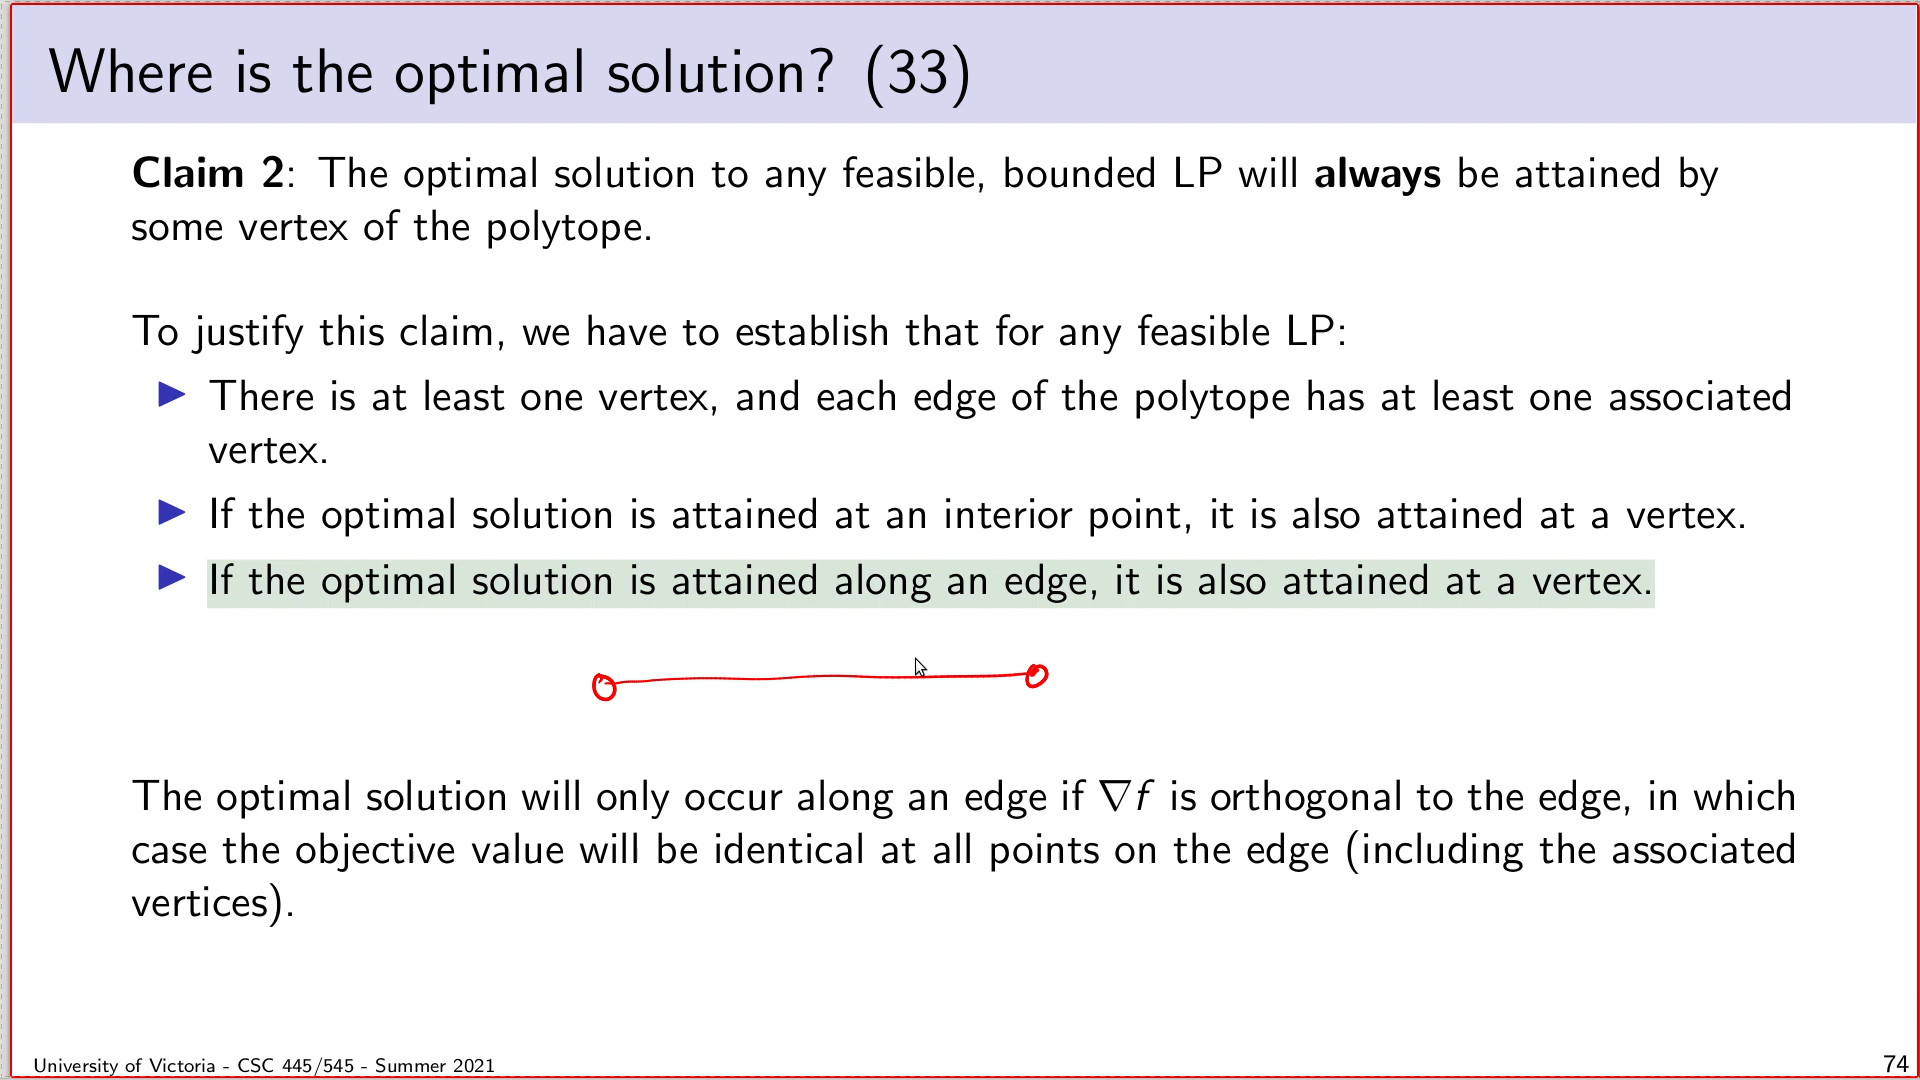 Where is the optimal solution? (33)
Claim 2: The optimal solution to any feasible, bounded LP will always be attained by
some vertex of the polytope.
To justify this claim, we have to establish that for any feasible LP:
▶ There is at least one vertex, and each edge of the polytope has at least one associated
vertex.
▶ If the optimal solution is attained at an interior point, it is also attained at a vertex.
▶ If the optimal solution is attained along an edge, it is also attained at a vertex.
The optimal solution will only occur along an edge if ∇f is orthogonal to the edge, in which
case the objective value will be identical at all points on the edge (including the associated
vertices).
University of Victoria - CSC 445/545 - Summer 2021
74